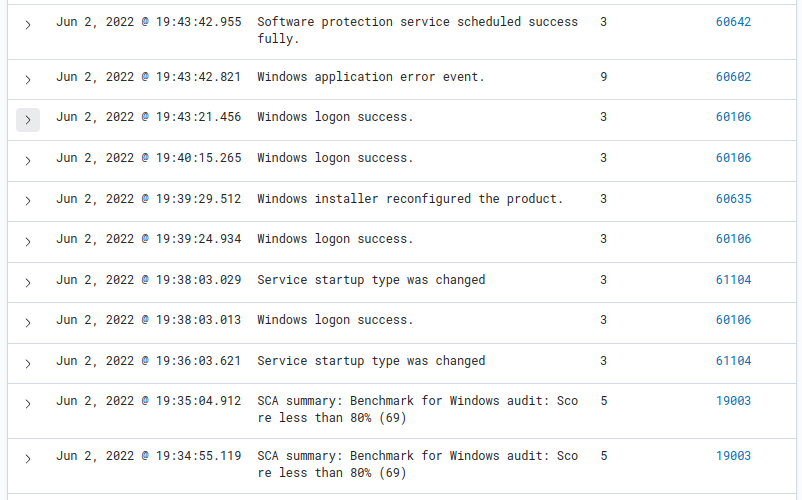 Jun 2, 2022 @ 19:43:42.955 Software protection service scheduled success 3 60642
fully.
Jun 2, 2022 @ 19:43:42.821 Windows application error event. 9 60602
Jun 2, 2022 @ 19:43:21.456 Windows logon success. 3 60106
Jun 2, 2022 @ 19:40:15.265 Windows logon success. 3 60106
Jun 2, 2022 @ 19:39:29.512 Windows installer reconfigured the product. 3 60635
Jun 2, 2022 @ 19:39:24.934 Windows logon success. 3 60106
Jun 2, 2022 @ 19:38:03.029 Service startup type was changed 3 61104
Jun 2, 2022 @ 19:38:03.013 Windows logon success. 3 60106
Jun 2, 2022 @ 19:36:03.621 Service startup type was changed 3 61104
Jun 2, 2022 @ 19:35:04.912 SCA summary: Benchmark for Windows audit: Sco 5 19003
re less than 80% (69)
Jun 2, 2022 @ 19:34:55.119 SCA summary: Benchmark for Windows audit: Sco 5 19003
re less than 80% (69)